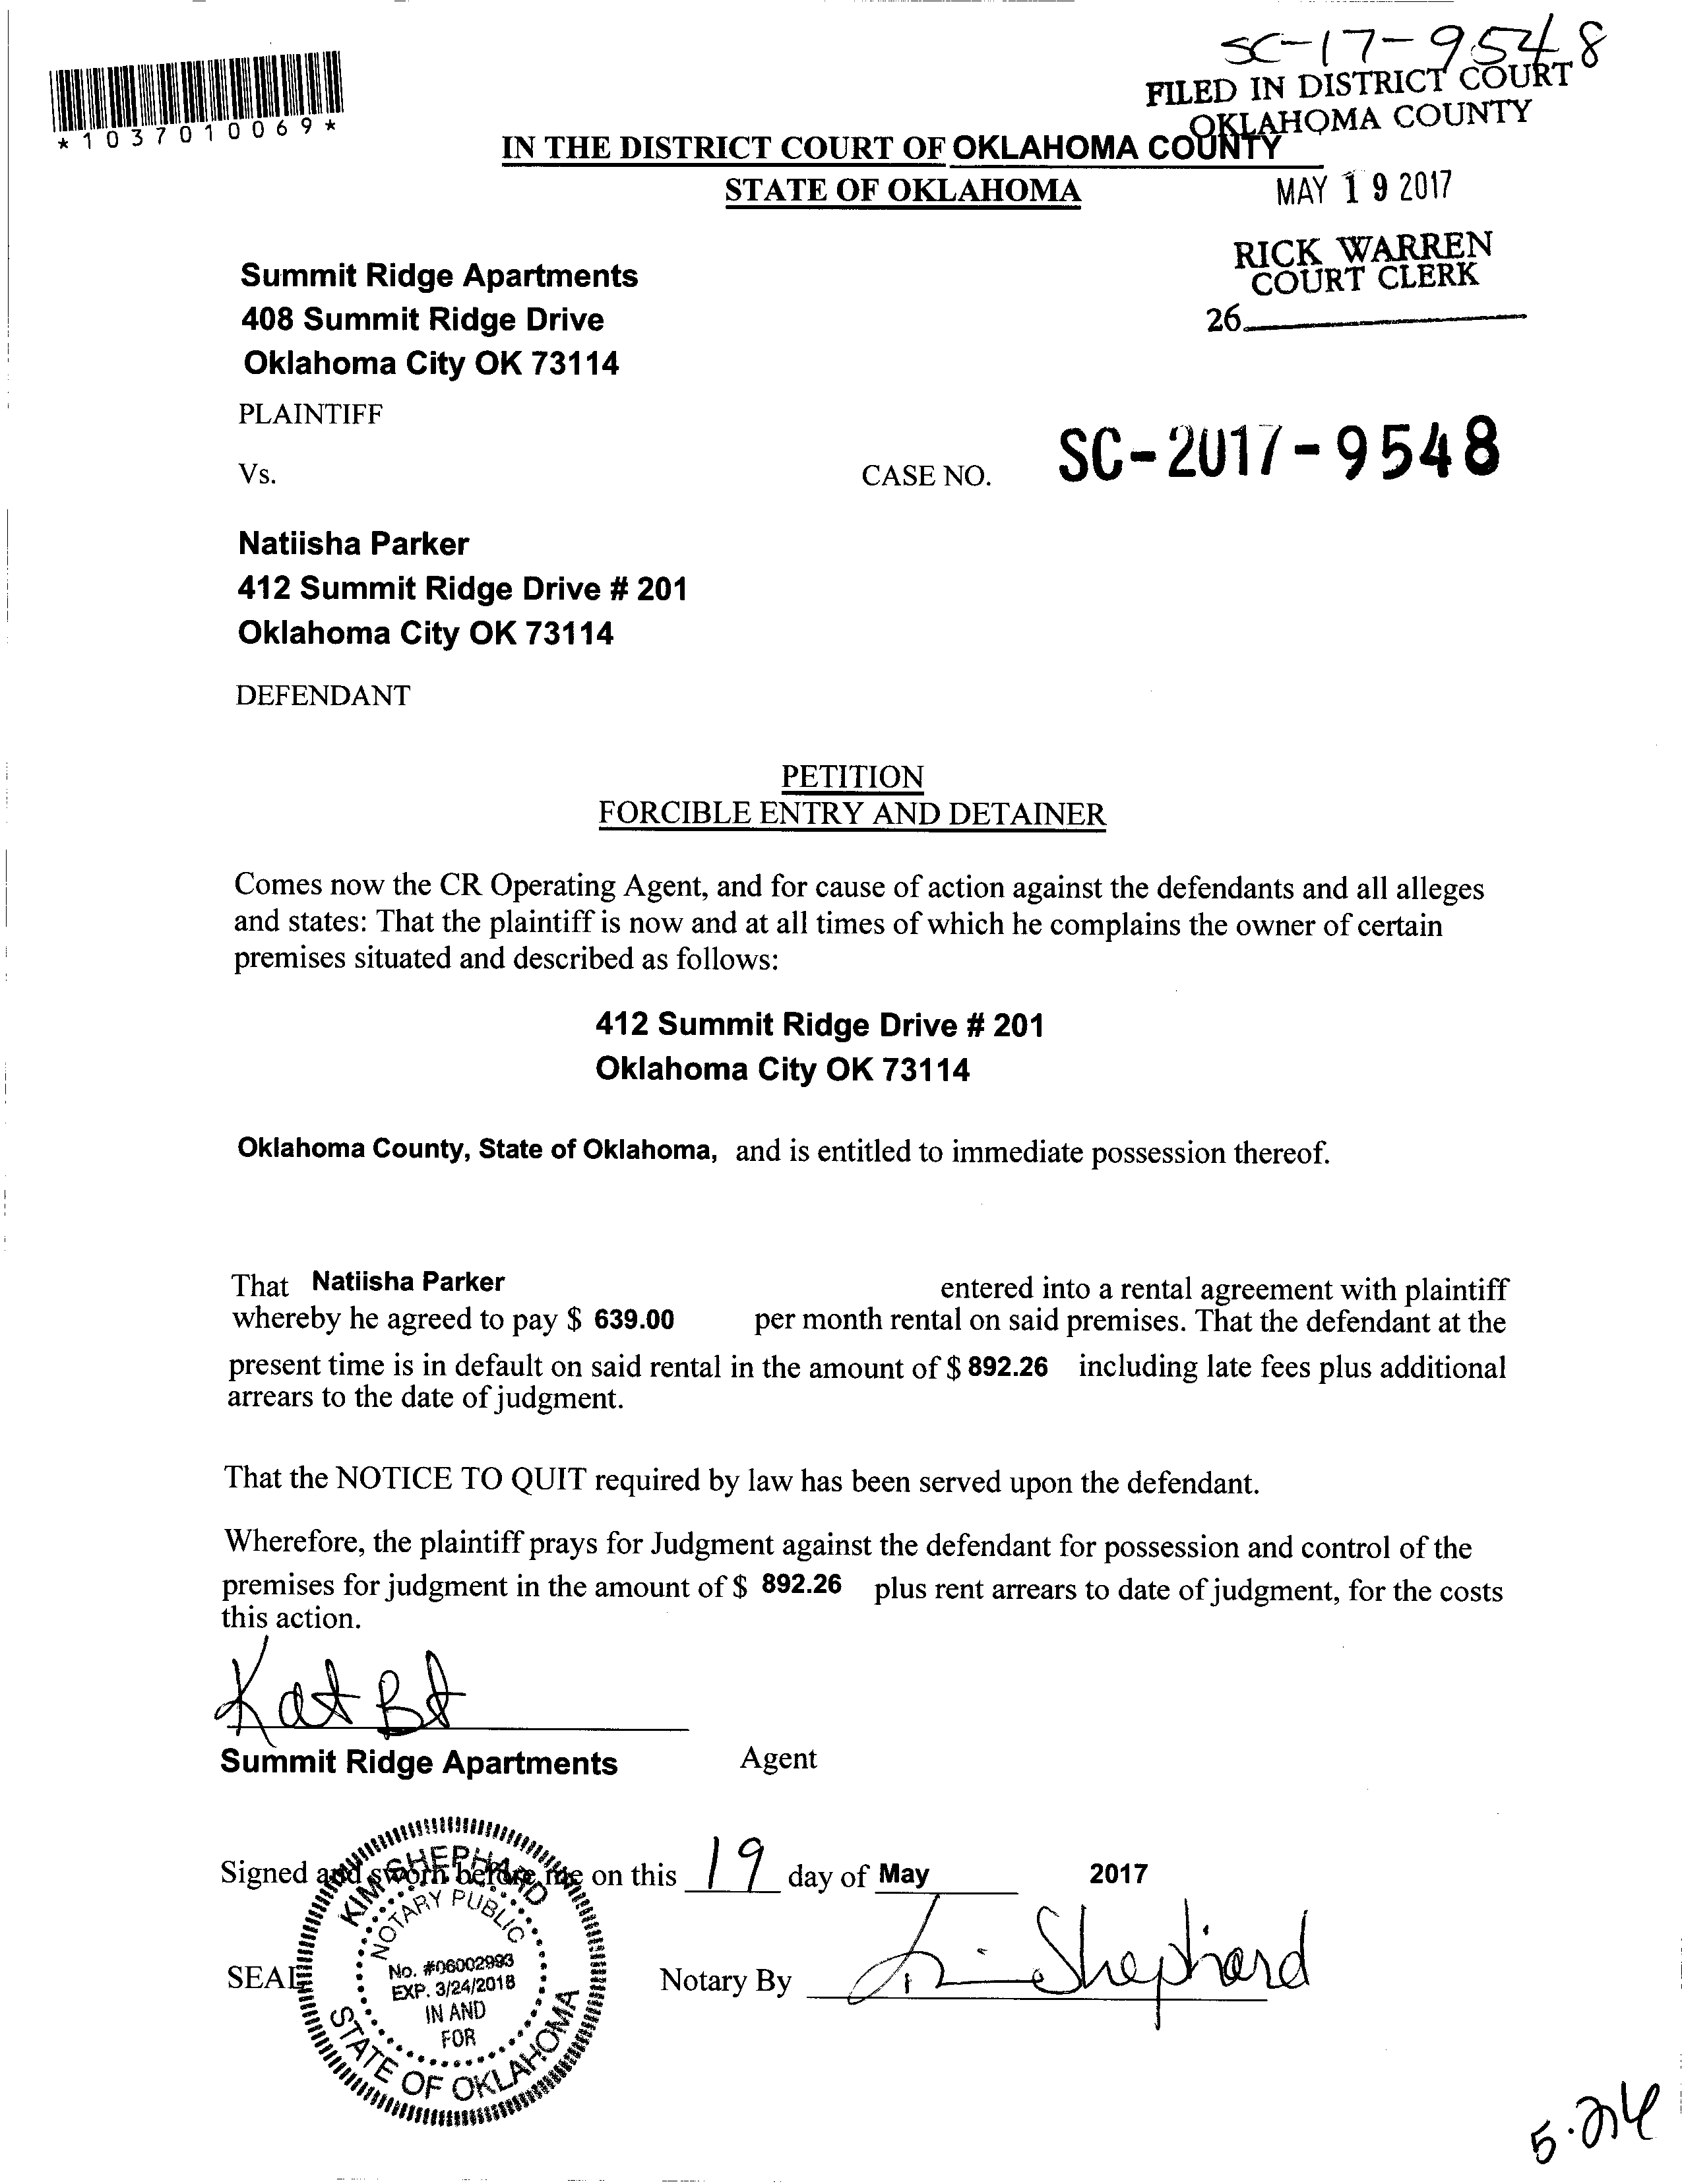 SC-17-9548
FILED IN DISTRICT COURT
OKLAHOMA COUNTY
*1037010069*
IN THE DISTRICT COURT OF OKLAHOMA COUNTY
STATE OF OKLAHOMA
MAY 19 2017
RICK WARREN
COURT CLERK
26
Summit Ridge Apartments
408 Summit Ridge Drive
Oklahoma City OK 73114
PLAINTIFF
Vs.
CASE NO. SC-2017-9548
Natiisha Parker
412 Summit Ridge Drive # 201
Oklahoma City OK 73114
DEFENDANT
PETITION
FORCIBLE ENTRY AND DETAINER
Comes now the CR Operating Agent, and for cause of action against the defendants and all alleges
and states: That the plaintiff is now and at all times of which he complains the owner of certain
premises situated and described as follows:
412 Summit Ridge Drive # 201
Oklahoma City OK 73114
Oklahoma County, State of Oklahoma, and is entitled to immediate possession thereof.
That Natiisha Parker entered into a rental agreement with plaintiff
whereby he agreed to pay $ 639.00 per month rental on said premises. That the defendant at the
present time is in default on said rental in the amount of $ 892.26 including late fees plus additional
arrears to the date of judgment.
That the NOTICE TO QUIT required by law has been served upon the defendant.
Wherefore, the plaintiff prays for Judgment against the defendant for possession and control of the
premises for judgment in the amount of $ 892.26 plus rent arrears to date of judgment, for the costs
this action.
Summit Ridge Apartments Agent
Signed and sworn before me on this 19 day of May 2017
SEAL
Notary By Shephard
KIM SHEPHARD
NOTARY PUBLIC
No. #06002993
EXP. 3/24/2018
IN AND
FOR
STATE OF OKLAHOMA